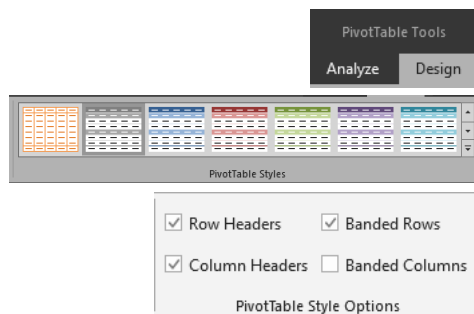 PivotTable Tools
Analyze Design
PivotTable Styles
Row Headers Banded Rows
Column Headers Banded Columns
PivotTable Style Options